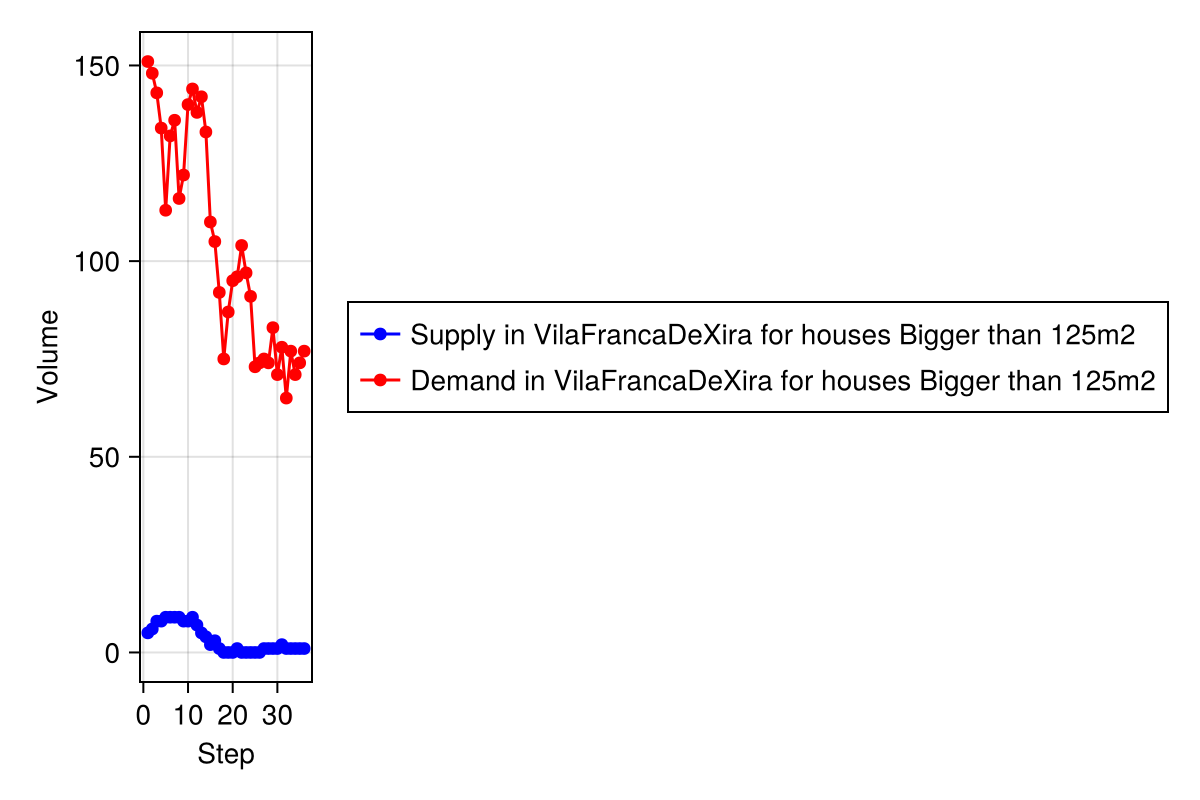 150
100
50
0
Volume
0 10 20 30
Step
Supply in VilaFrancaDeXira for houses Bigger than 125m2
Demand in VilaFrancaDeXira for houses Bigger than 125m2